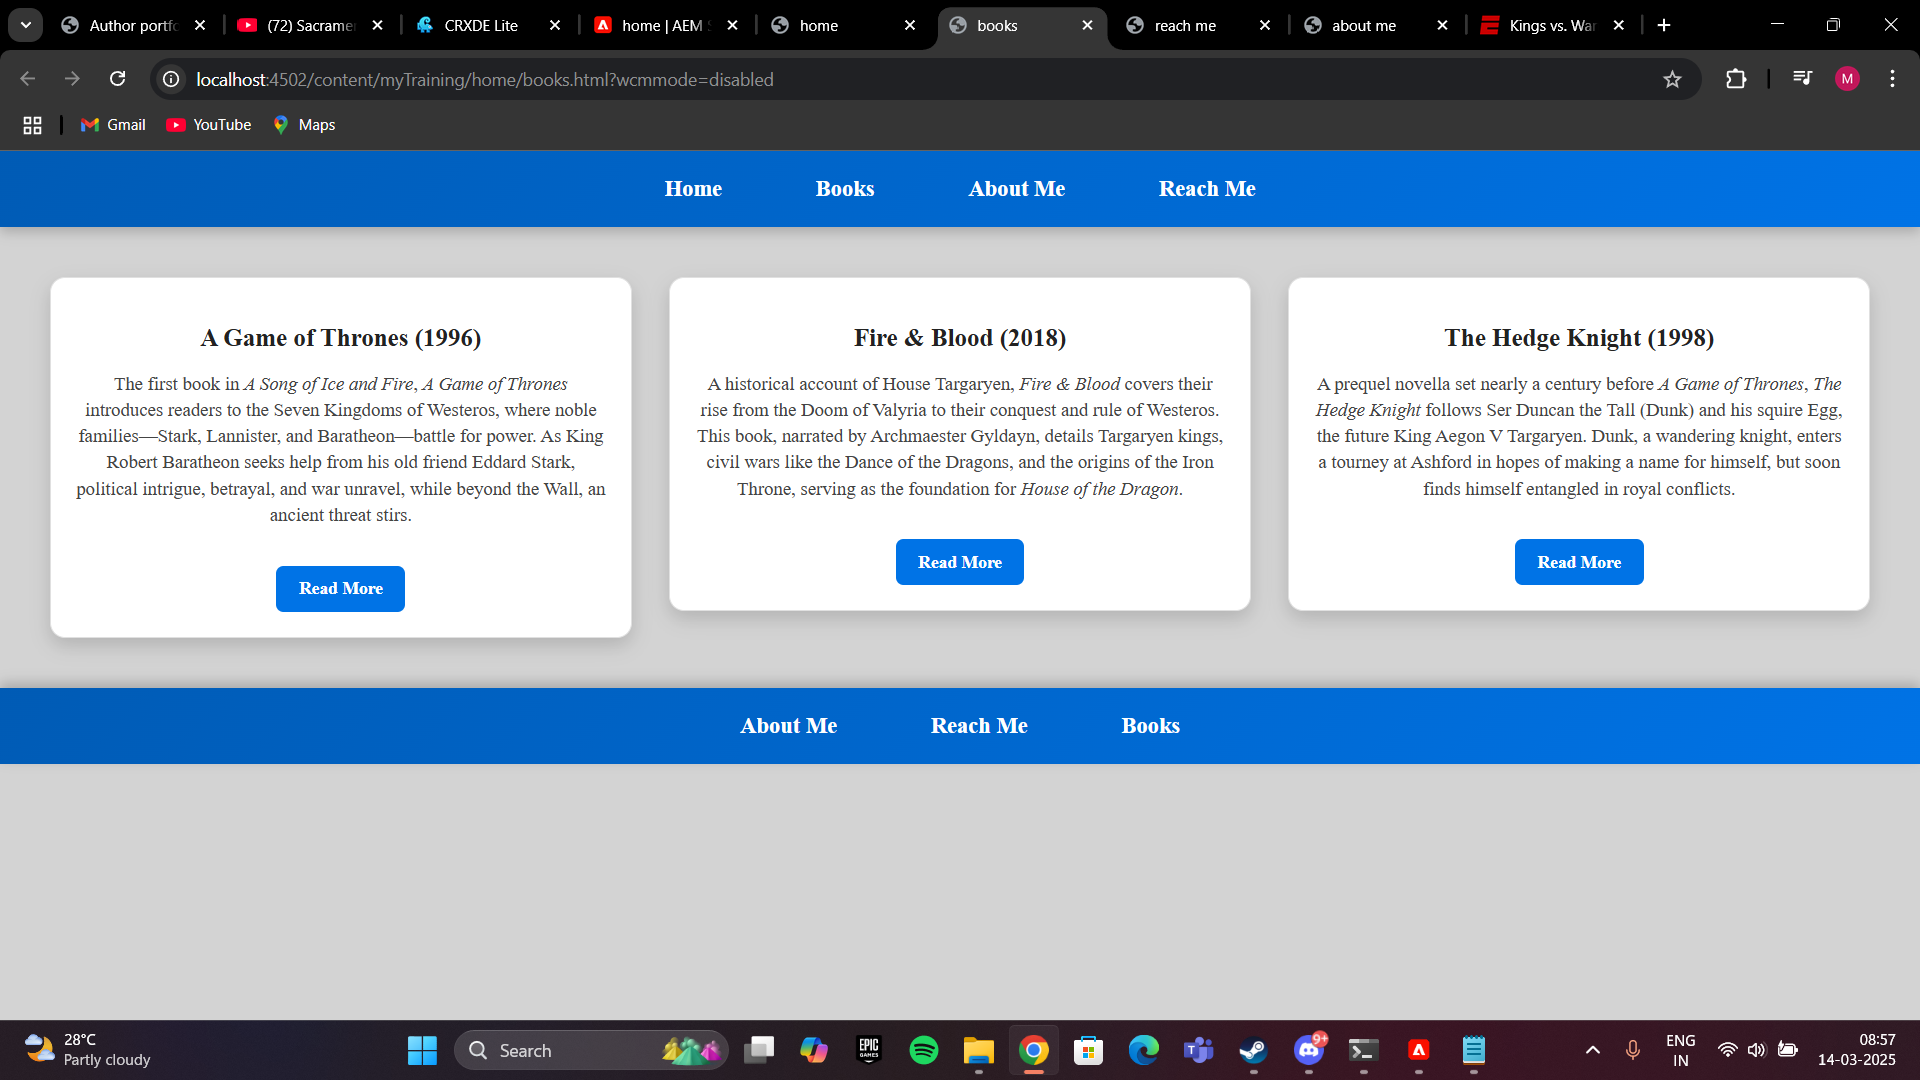 Author portfo
(72) Sacrame
CRXDE Lite
home | AEM
home
books
reach me
about me
Kings vs. War
localhost:4502/content/myTraining/home/books.html?wcmmode=disabled
M
Gmail
YouTube
Maps
Home
Books
About Me
Reach Me
A Game of Thrones (1996)
The first book in A Song of Ice and Fire, A Game of Thrones
introduces readers to the Seven Kingdoms of Westeros, where noble
families—Stark, Lannister, and Baratheon—battle for power. As King
Robert Baratheon seeks help from his old friend Eddard Stark,
political intrigue, betrayal, and war unravel, while beyond the Wall, an
ancient threat stirs.
Read More
Fire & Blood (2018)
A historical account of House Targaryen, Fire & Blood covers their
rise from the Doom of Valyria to their conquest and rule of Westeros.
This book, narrated by Archmaester Gyldayn, details Targaryen kings,
civil wars like the Dance of the Dragons, and the origins of the Iron
Throne, serving as the foundation for House of the Dragon.
Read More
The Hedge Knight (1998)
A prequel novella set nearly a century before A Game of Thrones, The
Hedge Knight follows Ser Duncan the Tall (Dunk) and his squire Egg,
the future King Aegon V Targaryen. Dunk, a wandering knight, enters
a tourney at Ashford in hopes of making a name for himself, but soon
finds himself entangled in royal conflicts.
Read More
About Me
Reach Me
Books
28°C
Partly cloudy
Search
EPIC
GAMES
9+
ENG
IN
08:57
14-03-2025